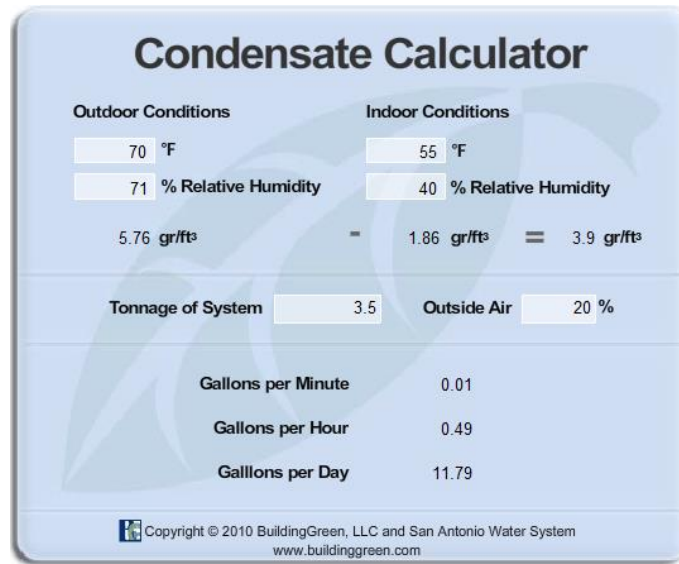 Condensate Calculator
Outdoor Conditions Indoor Conditions
70 °F 55 °F
71 % Relative Humidity 40 % Relative Humidity
5.76 gr/ft³ - 1.86 gr/ft³ = 3.9 gr/ft³
Tonnage of System 3.5 Outside Air 20 %
Gallons per Minute 0.01
Gallons per Hour 0.49
Galllons per Day 11.79
Copyright © 2010 BuildingGreen, LLC and San Antonio Water System
www.buildinggreen.com